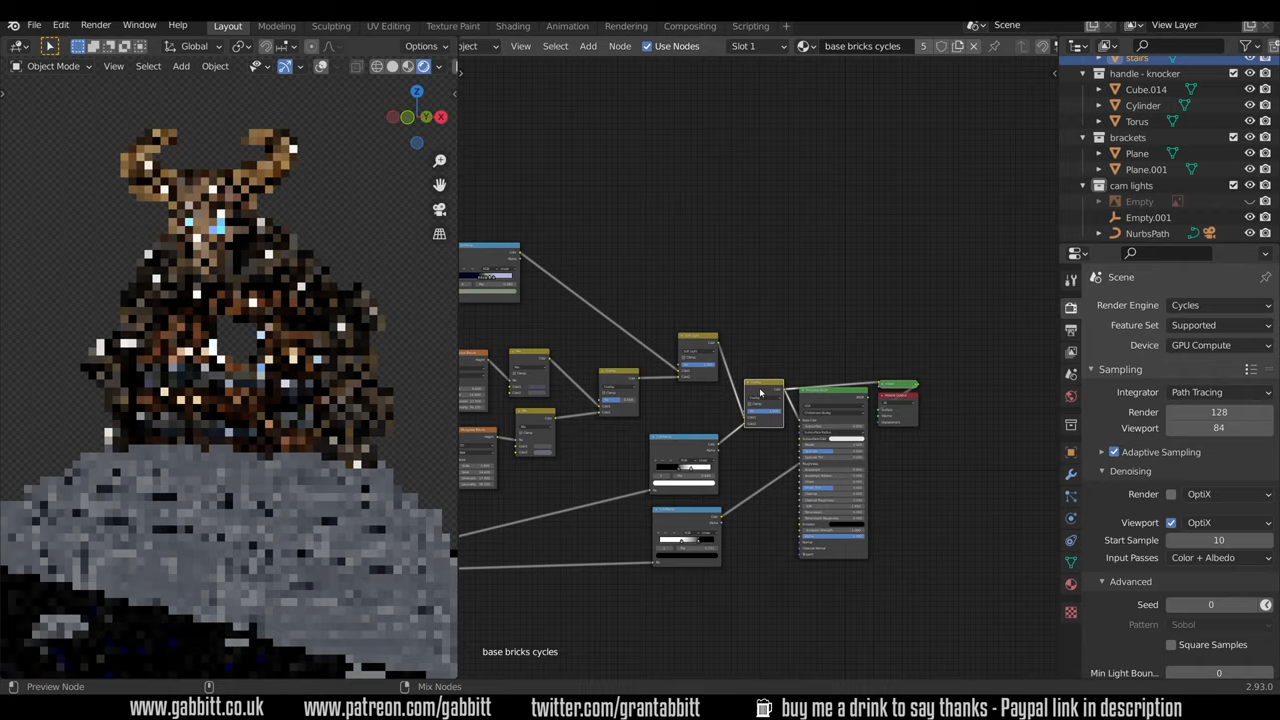 File Edit Render Window Help Layout Modeling Sculpting UV Editing Texture Paint Shading Animation Rendering Compositing Scripting + Scene View Layer
Global Options Object View Select Add Node Use Nodes Slot 1 base bricks cycles 5
Object Mode View Select Add Object
stairs
handle - knocker
Cube.014
Cylinder
Torus
brackets
Plane
Plane.001
cam lights
Empty
Empty.001
NurbsPath
Z
Y X
Scene
Render Engine Cycles
Feature Set Supported
Device GPU Compute
Sampling
Integrator Path Tracing
Render 128
Viewport 84
Adaptive Sampling
Denoising
Render OptiX
Viewport OptiX
Start Sample 10
Input Passes Color + Albedo
Advanced
Seed 0
Pattern Sobol
Square Samples
Min Light Boun... 0
base bricks cycles
Preview Node Mix Nodes 2.93.0
www.gabbitt.co.uk www.patreon.com/gabbitt twitter.com/grantabbitt buy me a drink to say thanks - Paypal link in description